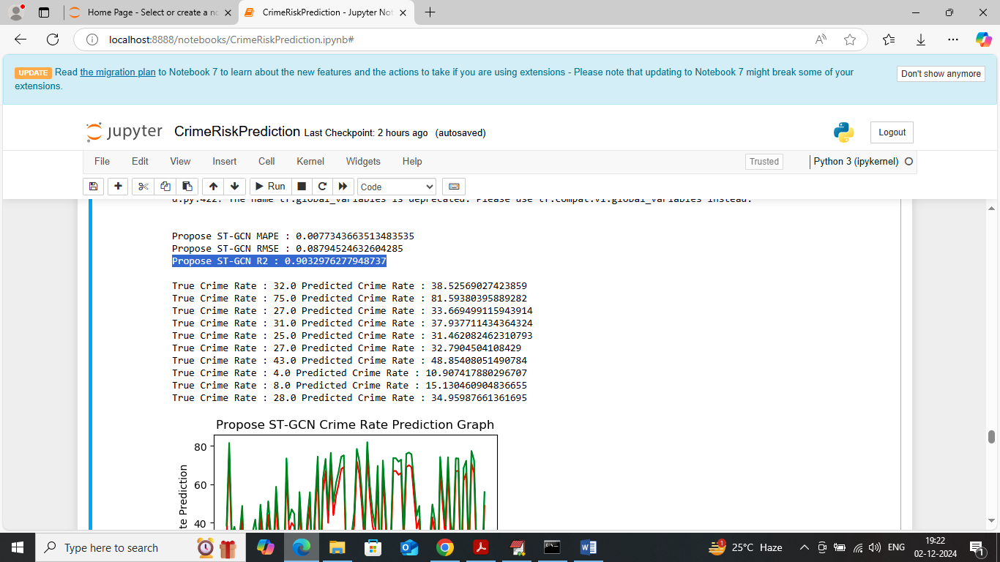 Home Page - Select or create a no
CrimeRiskPrediction - Jupyter Not
localhost:8888/notebooks/CrimeRiskPrediction.ipynb#
UPDATE Read the migration plan to Notebook 7 to learn about the new features and the actions to take if you are using extensions - Please note that updating to Notebook 7 might break some of your
extensions.
Don't show anymore
jupyter CrimeRiskPrediction Last Checkpoint: 2 hours ago (autosaved)
Logout
File Edit View Insert Cell Kernel Widgets Help
Trusted
Python 3 (ipykernel)
Run
Code
d.py:422: The name tf.global_variables is deprecated. Please use tf.compat.v1.global_variables instead.
Propose ST-GCN MAPE : 0.0077343663513483535
Propose ST-GCN RMSE : 0.08794524632604285
Propose ST-GCN R2 : 0.9032976277948737
True Crime Rate : 32.0 Predicted Crime Rate : 38.52569027423859
True Crime Rate : 75.0 Predicted Crime Rate : 81.59380395889282
True Crime Rate : 27.0 Predicted Crime Rate : 33.669499115943914
True Crime Rate : 31.0 Predicted Crime Rate : 37.937711434364324
True Crime Rate : 25.0 Predicted Crime Rate : 31.462082462310793
True Crime Rate : 27.0 Predicted Crime Rate : 32.7904504108429
True Crime Rate : 43.0 Predicted Crime Rate : 48.85408051490784
True Crime Rate : 4.0 Predicted Crime Rate : 10.907417880296707
True Crime Rate : 8.0 Predicted Crime Rate : 15.130460904836655
True Crime Rate : 28.0 Predicted Crime Rate : 34.95987661361695
Propose ST-GCN Crime Rate Prediction Graph
80
60
40
te Prediction
Type here to search
25°C Haze
ENG
19:22
02-12-2024
1